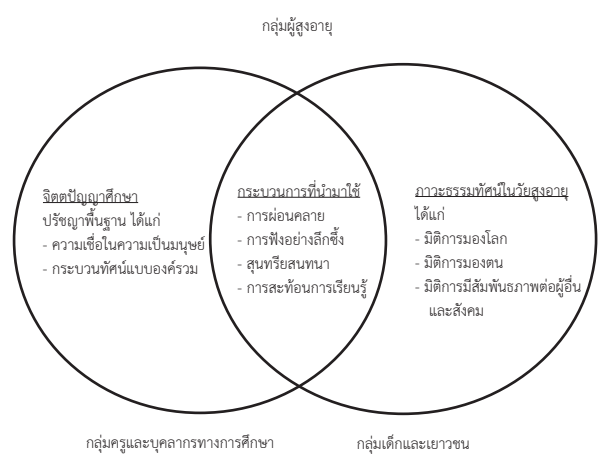 กลุ่มผู้สูงอายุ
จิตตปัญญาศึกษา
ปรัชญาพื้นฐาน ได้แก่
- ความเชื่อในความเป็นมนุษย์
- กระบวนทัศน์แบบองค์รวม
กระบวนการที่นำมาใช้
- การผ่อนคลาย
- การฟังอย่างลึกซึ้ง
- สุนทรียสนทนา
- การสะท้อนการเรียนรู้
ภาวะธรรมทัศน์ในวัยสูงอายุ
ได้แก่
- มิติการมองโลก
- มิติการมองตน
- มิติการมีสัมพันธภาพต่อผู้อื่น
และสังคม
กลุ่มครูและบุคลากรทางการศึกษา
กลุ่มเด็กและเยาวชน